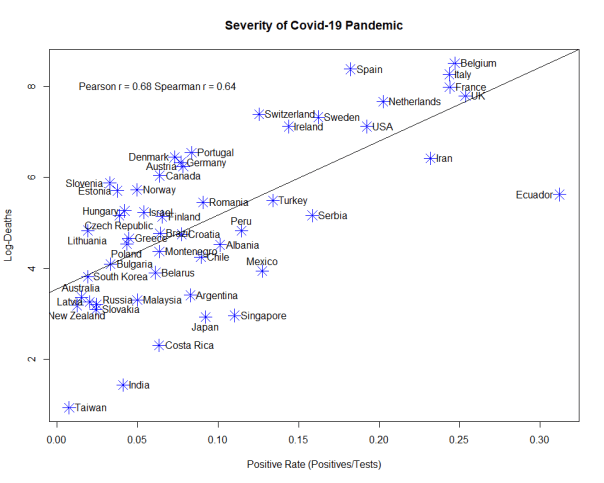 Severity of Covid-19 Pandemic
Pearson r = 0.68 Spearman r = 0.64
Belgium
Spain
Italy
France
UK
Netherlands
Switzerland
Sweden
Ireland
USA
Portugal
Denmark
Germany
Austria
Iran
Canada
Slovenia
Estonia
Norway
Ecuador
Romania
Turkey
Hungary
Israel
Finland
Serbia
Czech Republic
Peru
Lithuania
Greece
Brazil
Croatia
Albania
Poland
Montenegro
Chile
Mexico
Bulgaria
Belarus
South Korea
Australia
Latvia
Russia
Malaysia
Argentina
New Zealand
Slovakia
Singapore
Japan
Costa Rica
India
Taiwan
Log-Deaths
8
6
4
2
0.00 0.05 0.10 0.15 0.20 0.25 0.30
Positive Rate (Positives/Tests)